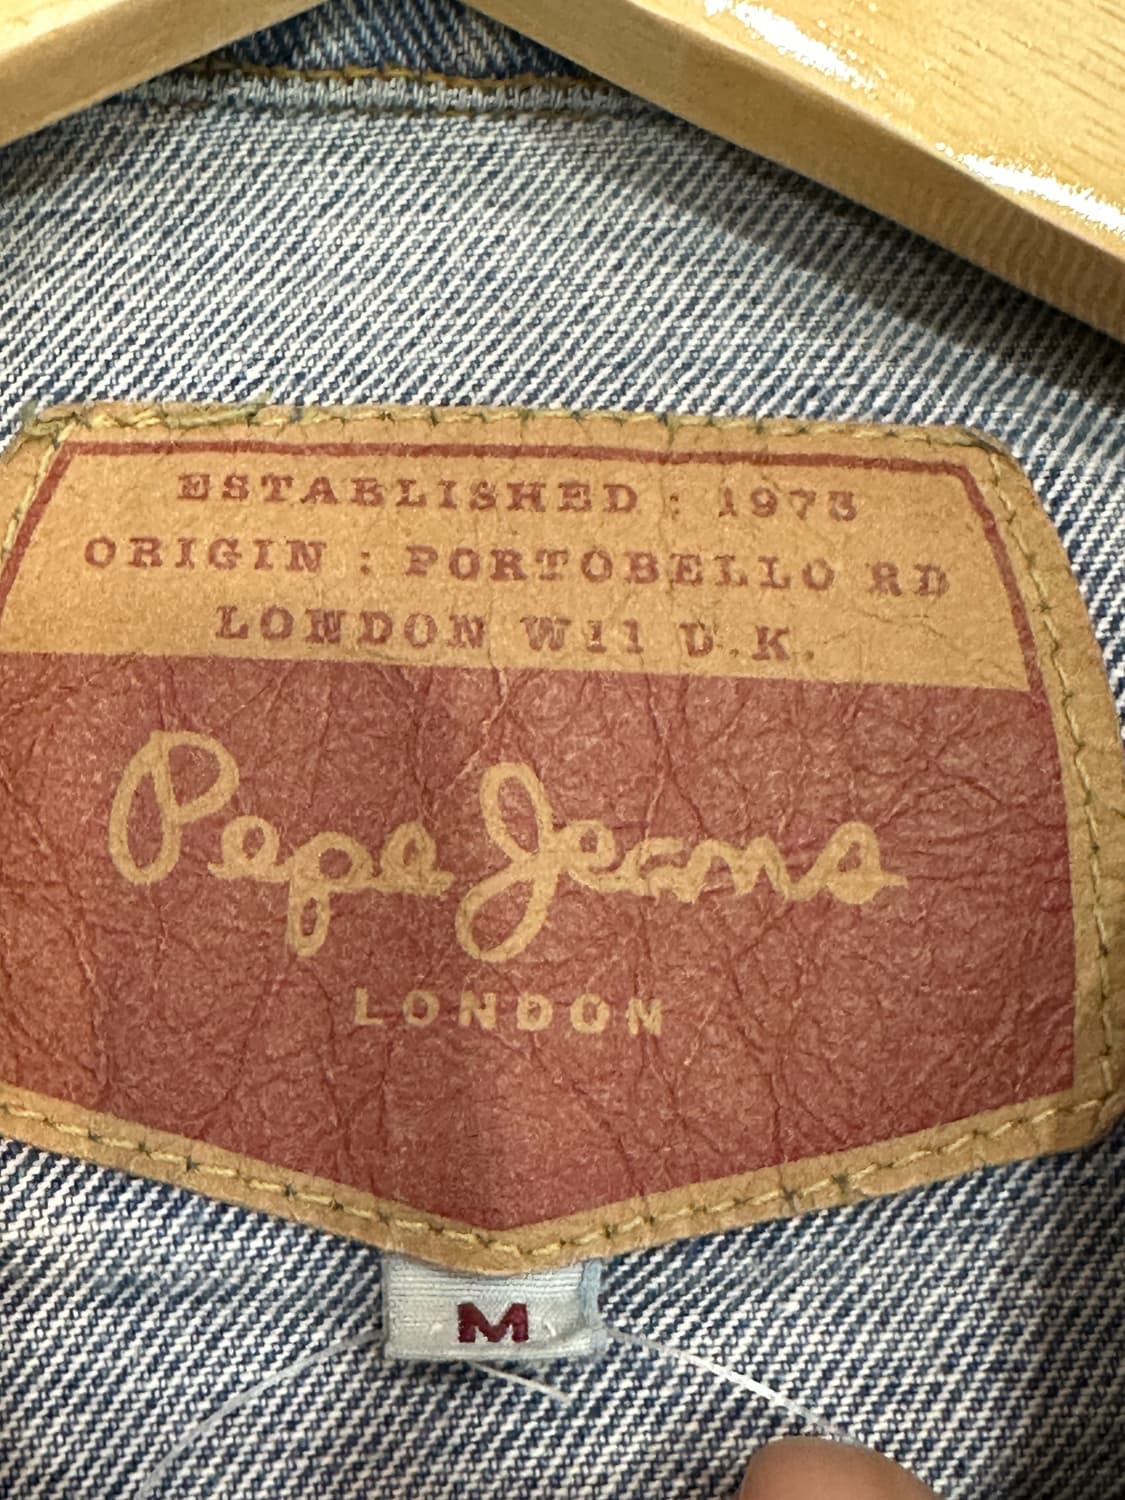 ESTABLISHED : 1973
ORIGIN : PORTOBELLO RD
LONDON W11 U.K.
Pepe Jeans
LONDON
M